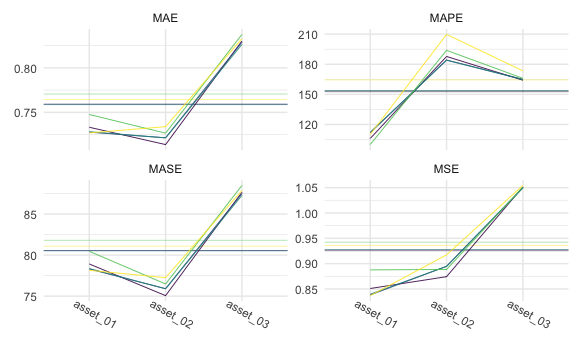 MAE
MAPE
0.80
0.75
210
180
150
120
MASE
MSE
85
80
75
1.05
1.00
0.95
0.90
0.85
asset_01
asset_02
asset_03
asset_01
asset_02
asset_03